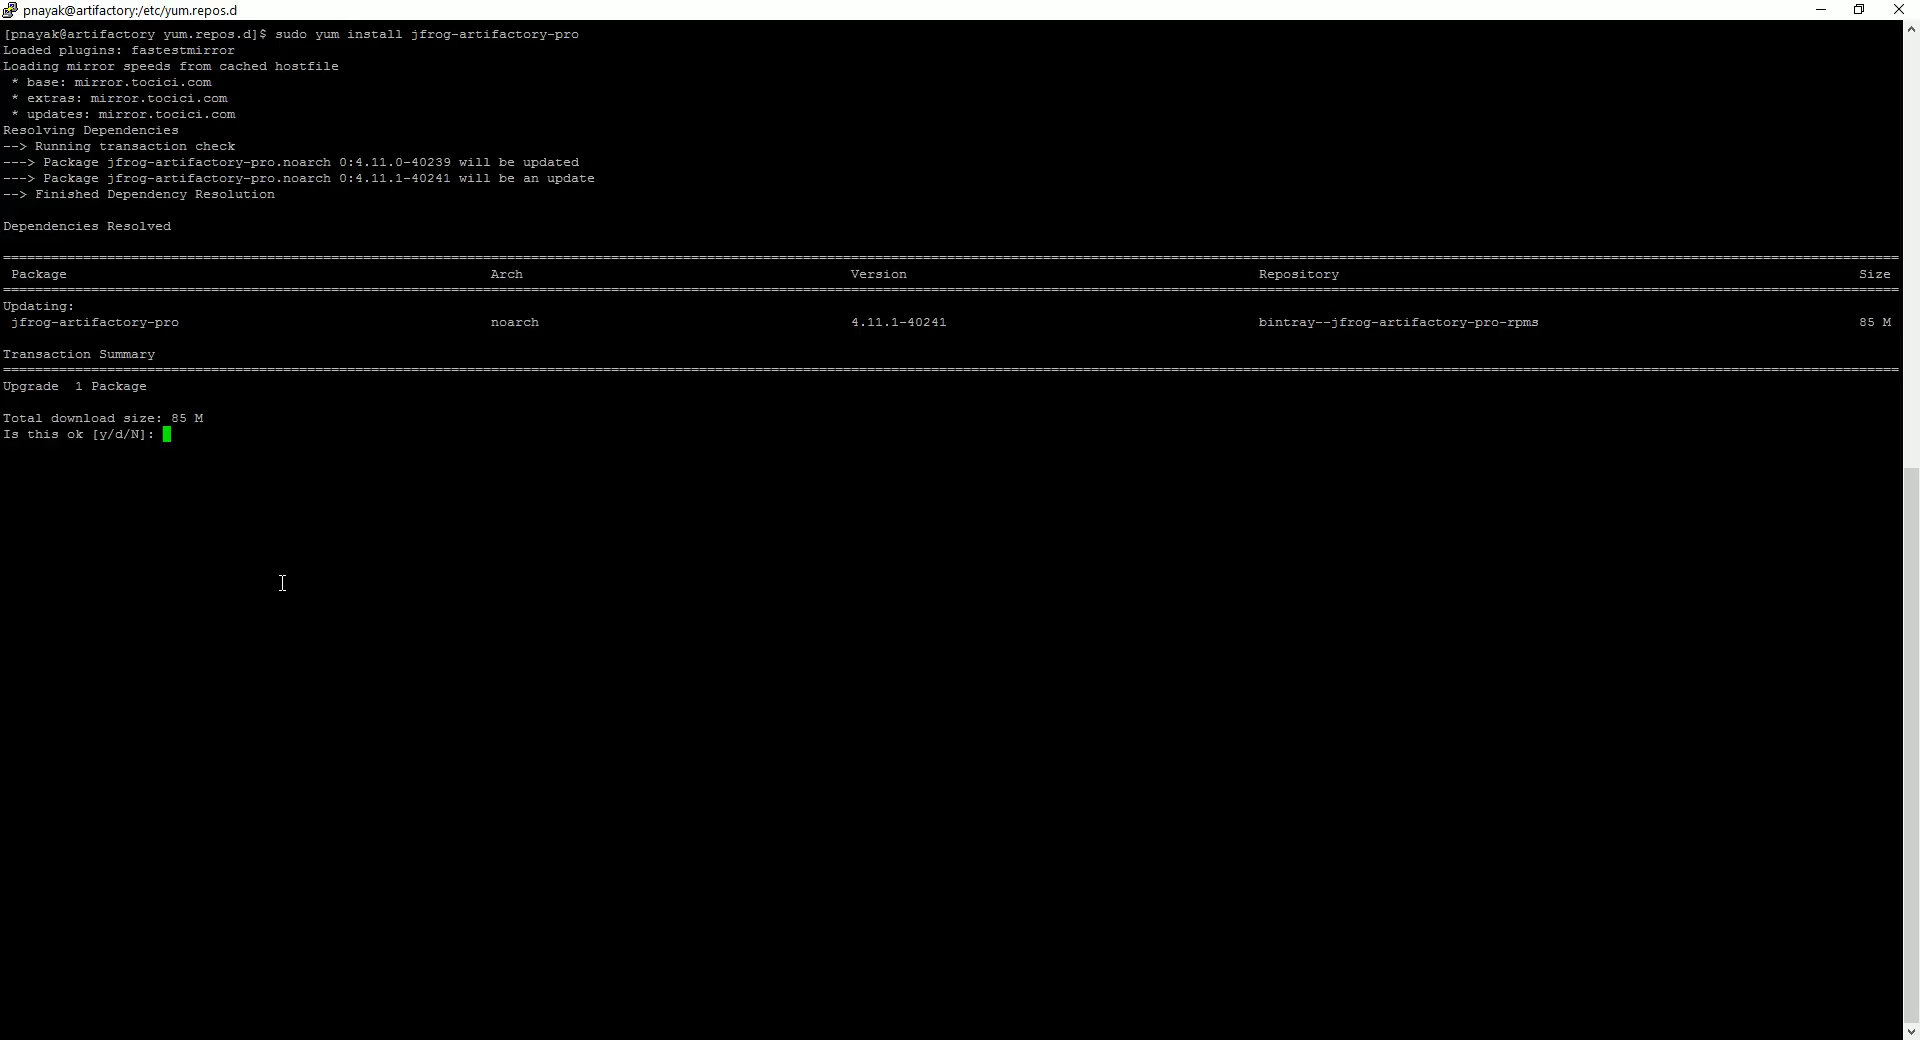 pnayak@artifactory:/etc/yum.repos.d
[pnayak@artifactory yum.repos.d]$ sudo yum install jfrog-artifactory-pro
Loaded plugins: fastestmirror
Loading mirror speeds from cached hostfile
* base: mirror.tocici.com
* extras: mirror.tocici.com
* updates: mirror.tocici.com
Resolving Dependencies
--> Running transaction check
---> Package jfrog-artifactory-pro.noarch 0:4.11.0-40239 will be updated
---> Package jfrog-artifactory-pro.noarch 0:4.11.1-40241 will be an update
--> Finished Dependency Resolution
Dependencies Resolved
Package Arch Version Repository Size
Updating:
jfrog-artifactory-pro noarch 4.11.1-40241 bintray--jfrog-artifactory-pro-rpms 85 M
Transaction Summary
Upgrade  1 Package
Total download size: 85 M
Is this ok [y/d/N]: